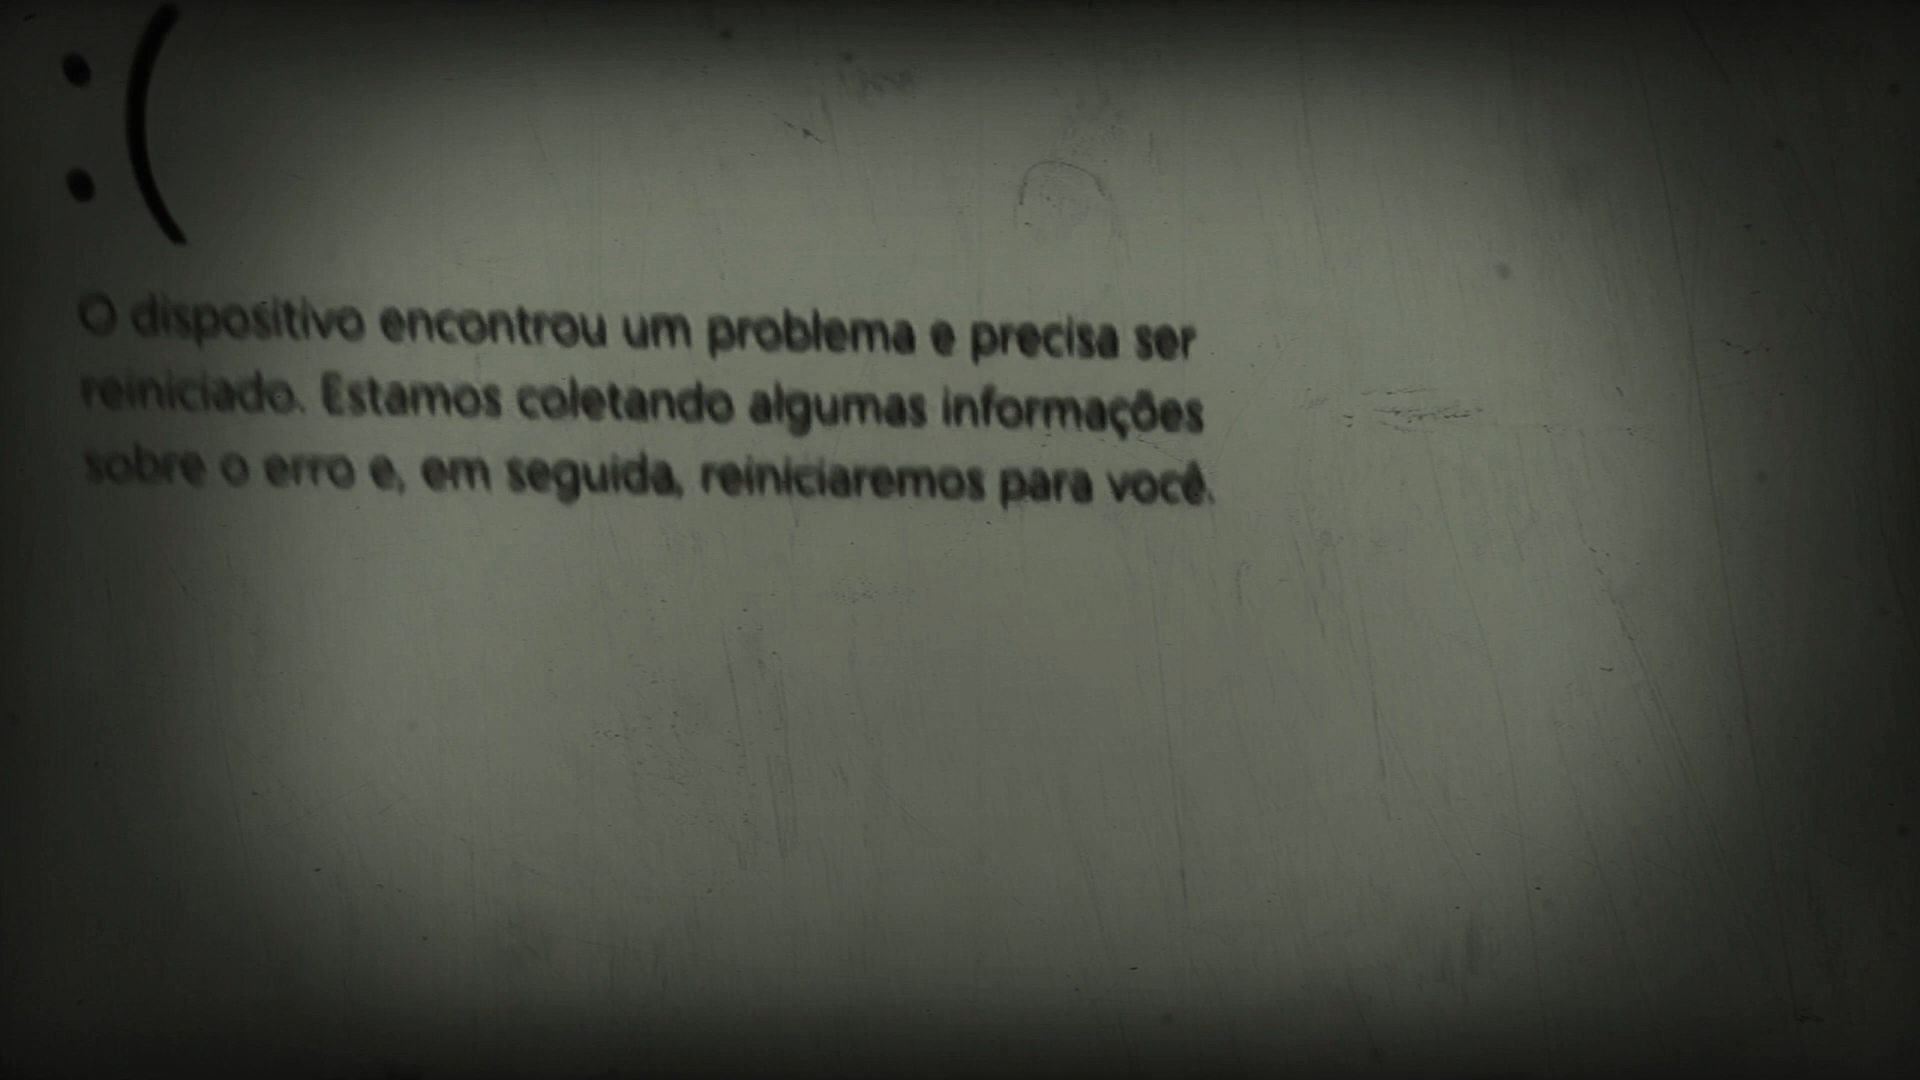 :(
O dispositivo encontrou um problema e precisa ser
reiniciado. Estamos coletando algumas informações
sobre o erro e, em seguida, reiniciaremos para você.